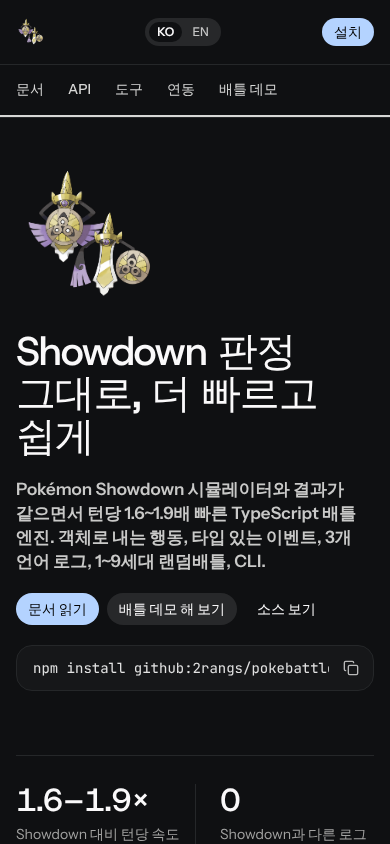 KO EN 설치
문서 API 도구 연동 배틀 데모
Showdown 판정
그대로, 더 빠르고
쉽게
Pokémon Showdown 시뮬레이터와 결과가
같으면서 턴당 1.6~1.9배 빠른 TypeScript 배틀
엔진. 객체로 내는 행동, 타입 있는 이벤트, 3개
언어 로그, 1~9세대 랜덤배틀, CLI.
문서 읽기 배틀 데모 해 보기 소스 보기
npm install github:2rangs/pokebattl
1.6–1.9× 0
Showdown 대비 턴당 속도 Showdown과 다른 로그